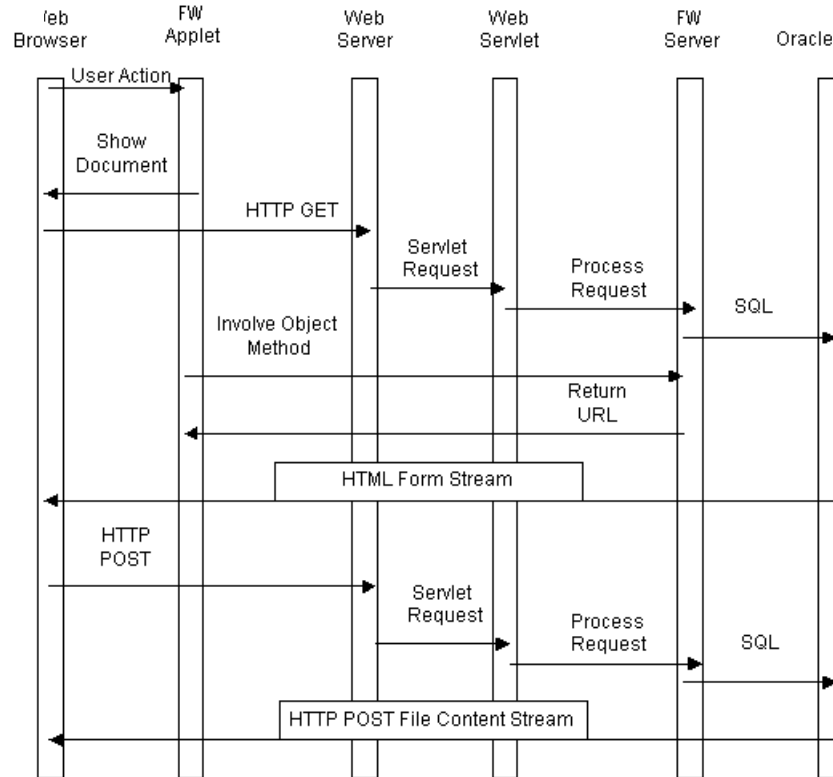 Web Browser
FW Applet
Web Server
Web Servlet
FW Server
Oracle
User Action
Show
Document
HTTP GET
Servlet
Request
Process
Request
SQL
Involve Object
Method
Return
URL
HTML Form Stream
HTTP
POST
Servlet
Request
Process
Request
SQL
HTTP POST File Content Stream